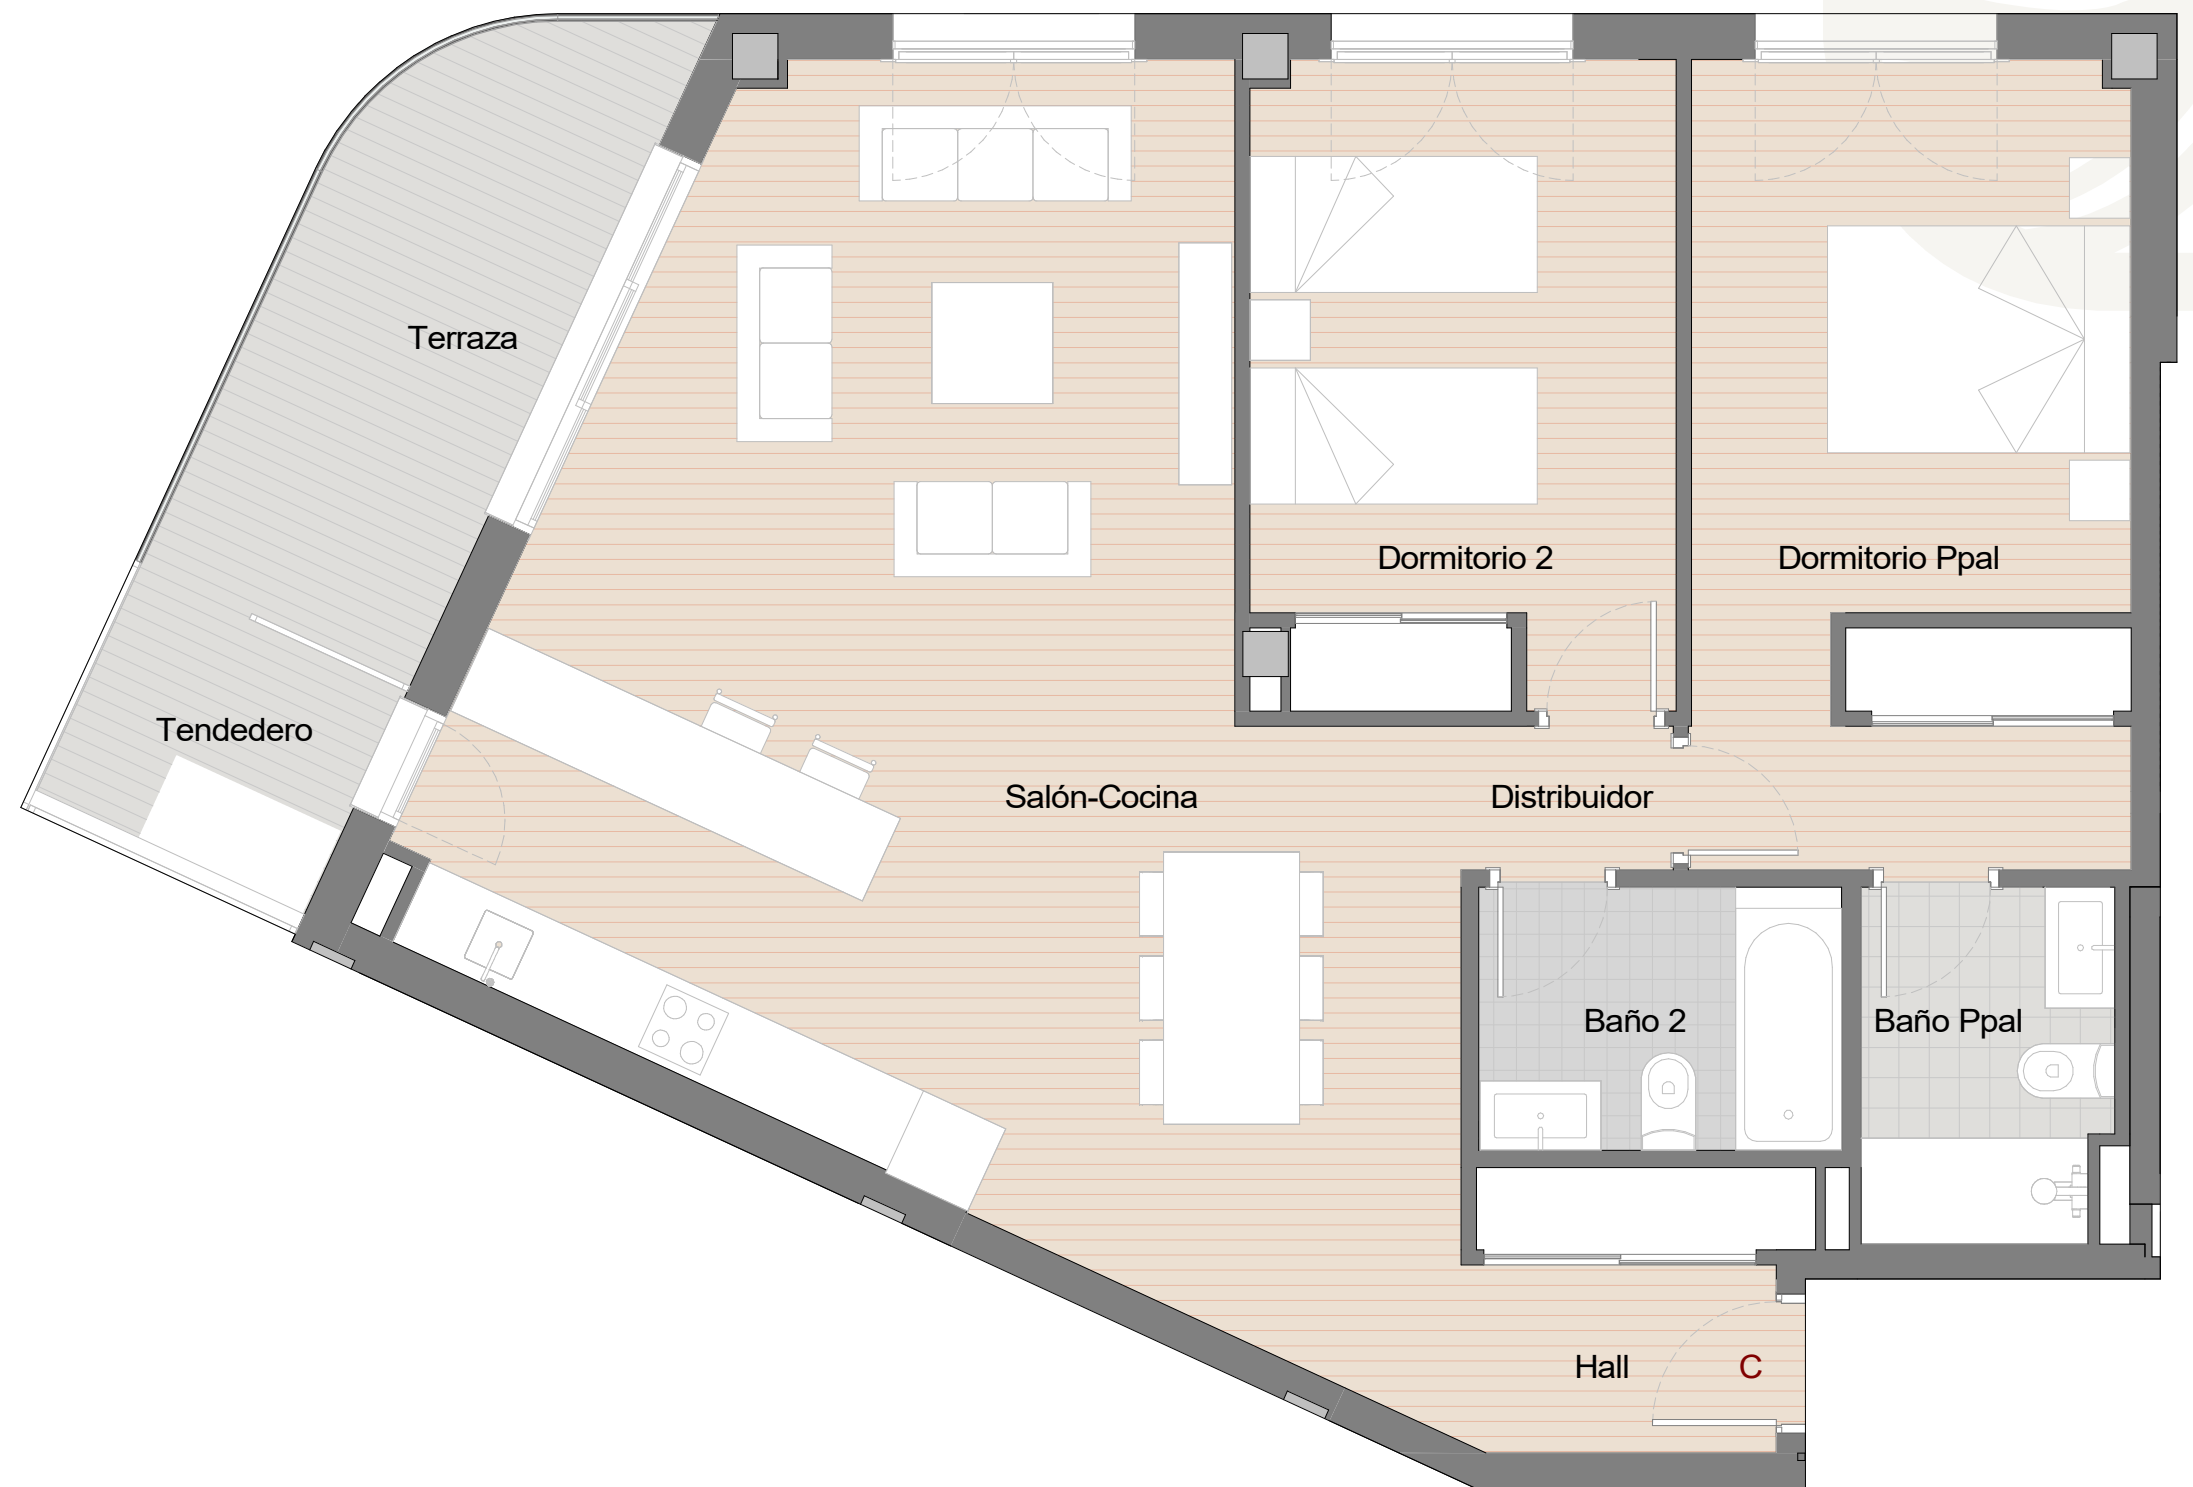 Terraza
Dormitorio 2
Dormitorio Ppal
Tendedero
Salón-Cocina
Distribuidor
Baño 2
Baño Ppal
Hall
C